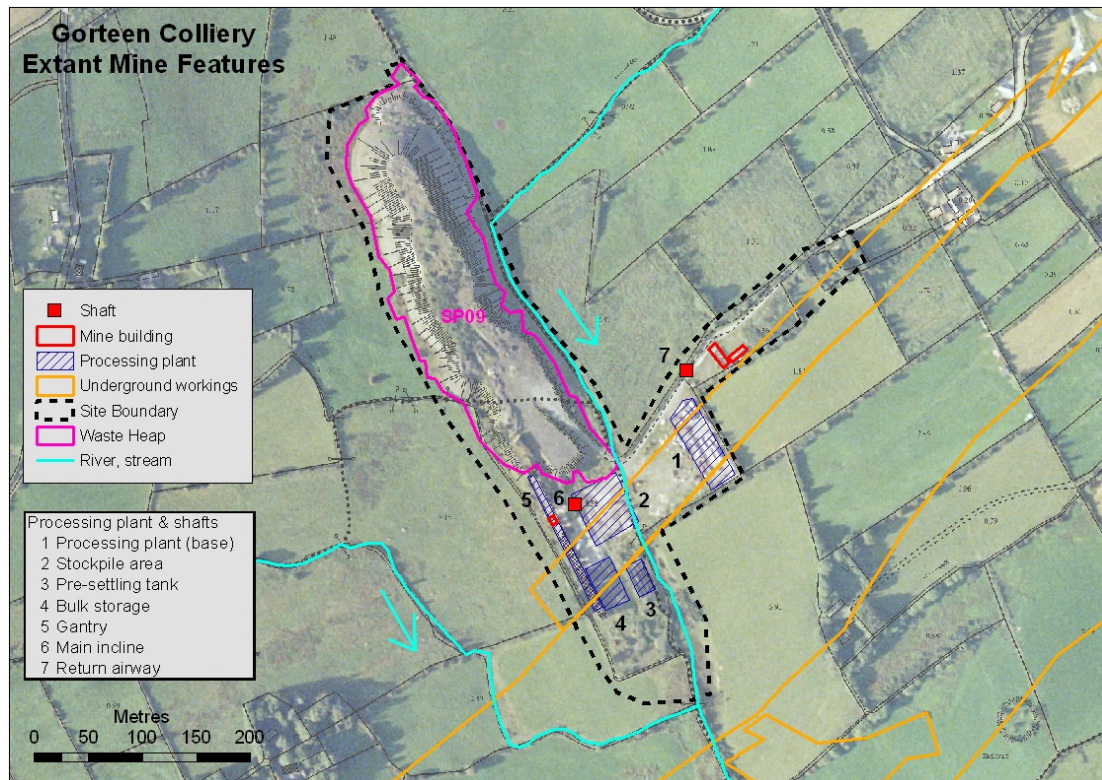 Gorteen Colliery
Extant Mine Features
SP09
7
1
2
5
6
3
4
Shaft
Mine building
Processing plant
Underground workings
Site Boundary
Waste Heap
River, stream
Processing plant & shafts
1 Processing plant (base)
2 Stockpile area
3 Pre-settling tank
4 Bulk storage
5 Gantry
6 Main incline
7 Return airway
Metres
0 50 100 150 200